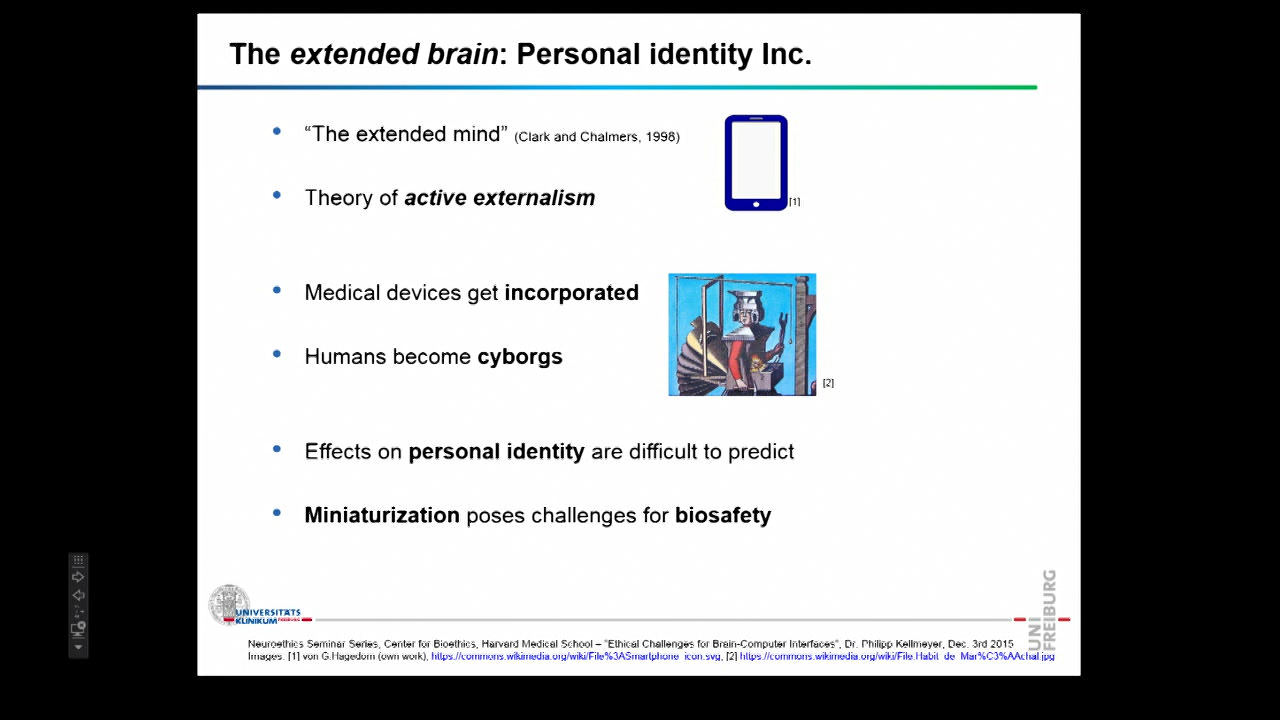 The extended brain: Personal identity Inc.
“The extended mind” (Clark and Chalmers, 1998)
Theory of active externalism
[1]
Medical devices get incorporated
Humans become cyborgs
[2]
Effects on personal identity are difficult to predict
Miniaturization poses challenges for biosafety
UNIVERSITÄTS
KLINIKUM FREIBURG
UNI
FREIBURG
Neuroethics Seminar Series, Center for Bioethics, Harvard Medical School – "Ethical Challenges for Brain-Computer Interfaces", Dr. Philipp Kellmeyer, Dec. 3rd 2015
Images: [1] von G.Hagedorn (own work), https://commons.wikimedia.org/wiki/File%3ASmartphone_icon.svg, [2] https://commons.wikimedia.org/wiki/File:Habit_de_Mar%C3%AAchal.jpg